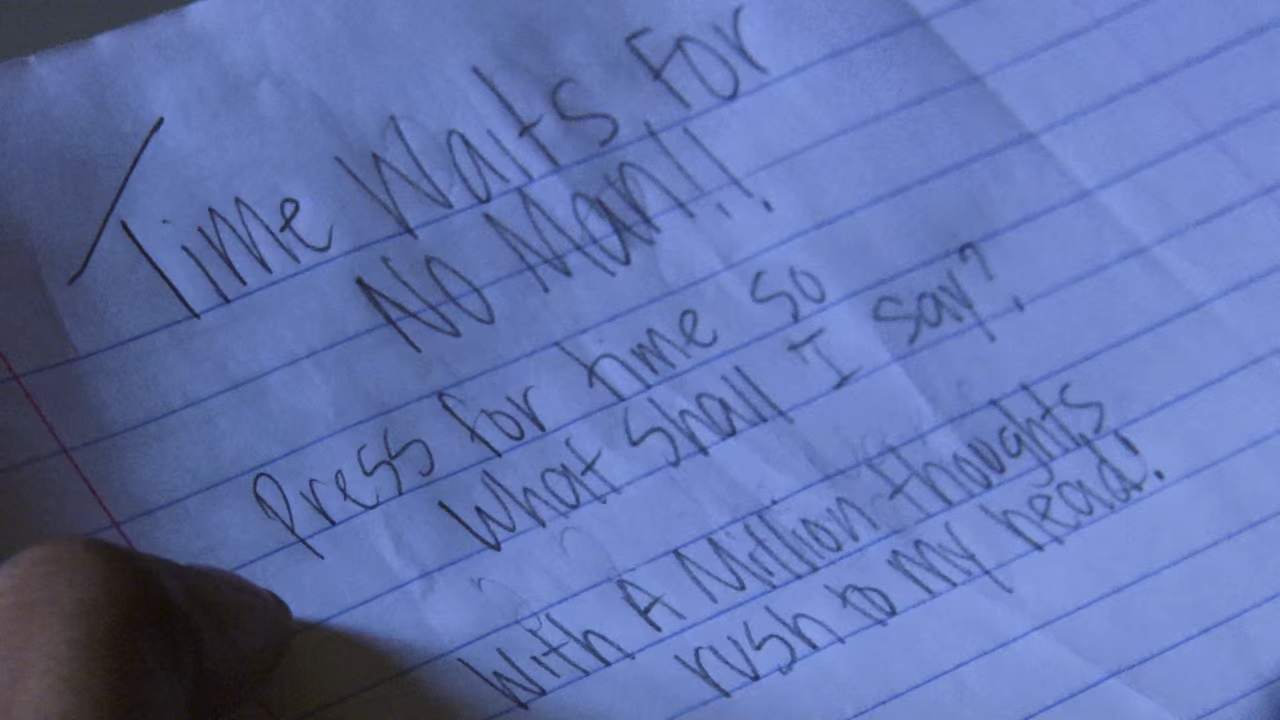 Time Waits For
No Man!!
Press for time so
What shall I say?
With A Million thoughts
rush to my head!